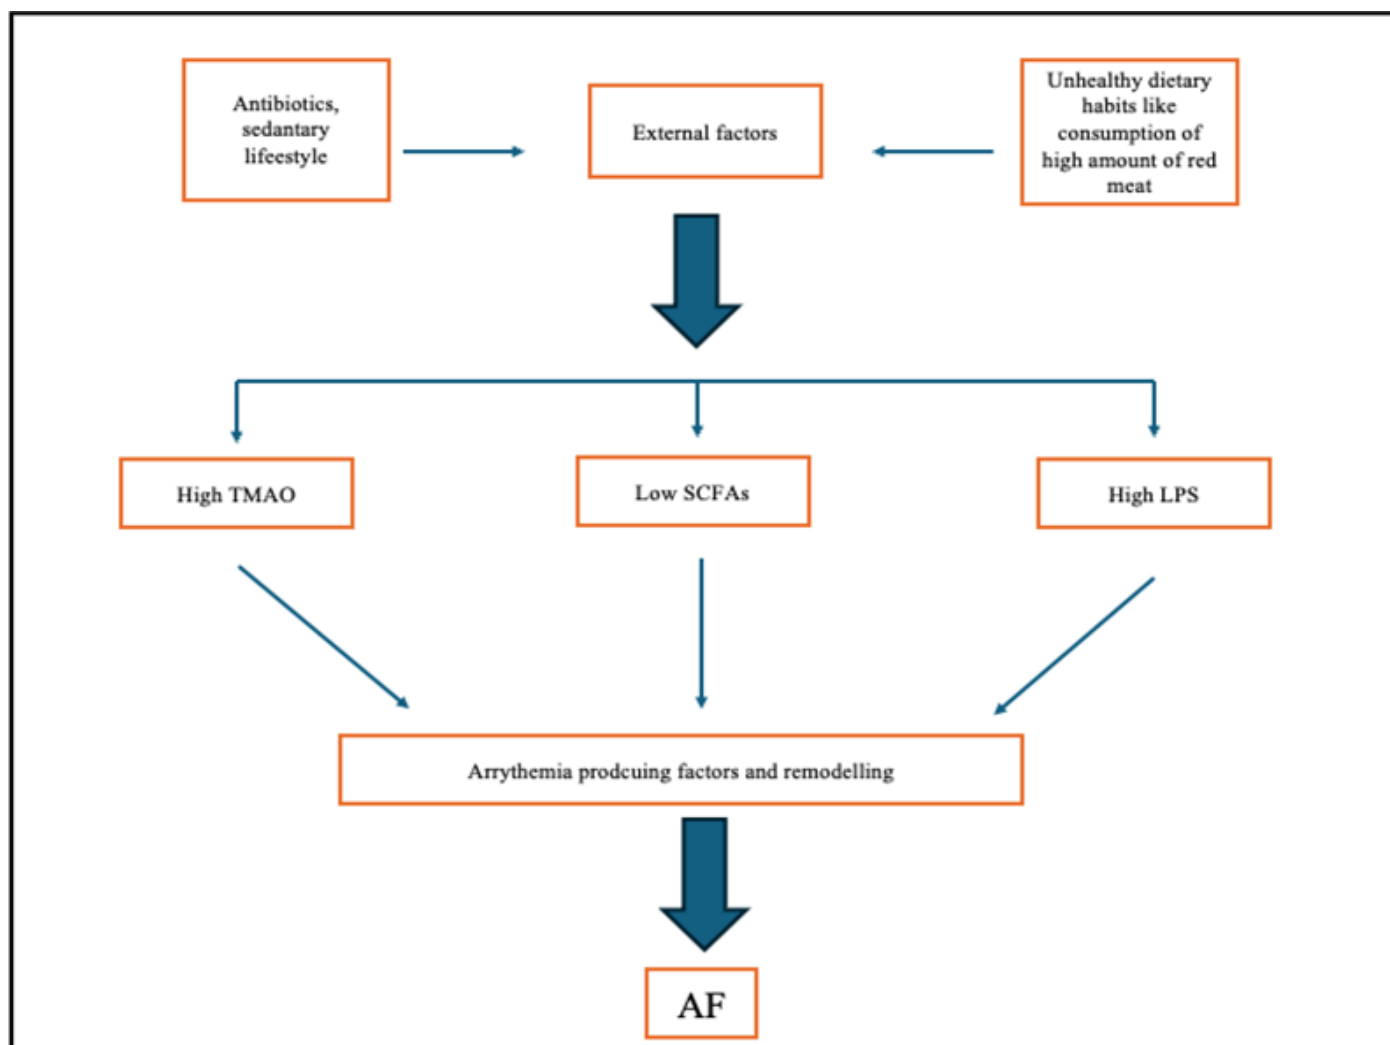 Antibiotics,
sedantary
lifeestyle
External factors
Unhealthy dietary
habits like
consumption of
high amount of red
meat
High TMAO
Low SCFAs
High LPS
Arrythemia prodcuing factors and remodelling
AF